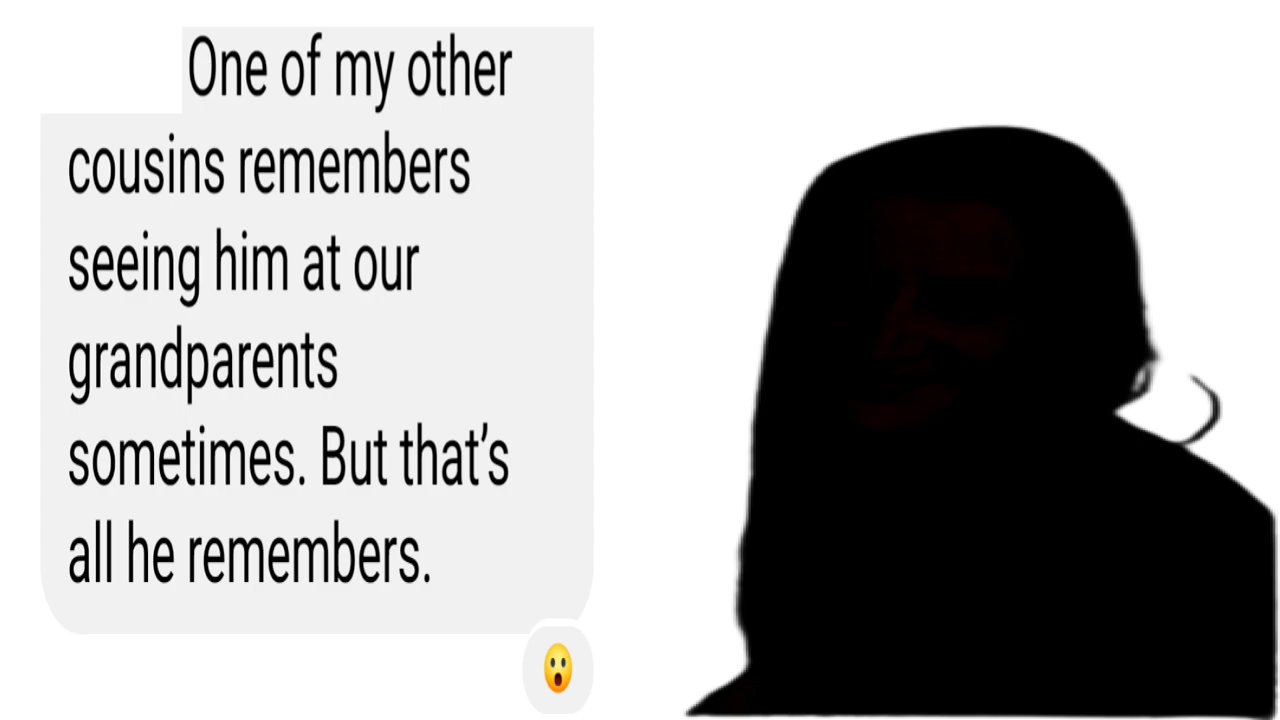 One of my other
cousins remembers
seeing him at our
grandparents
sometimes. But that’s
all he remembers.